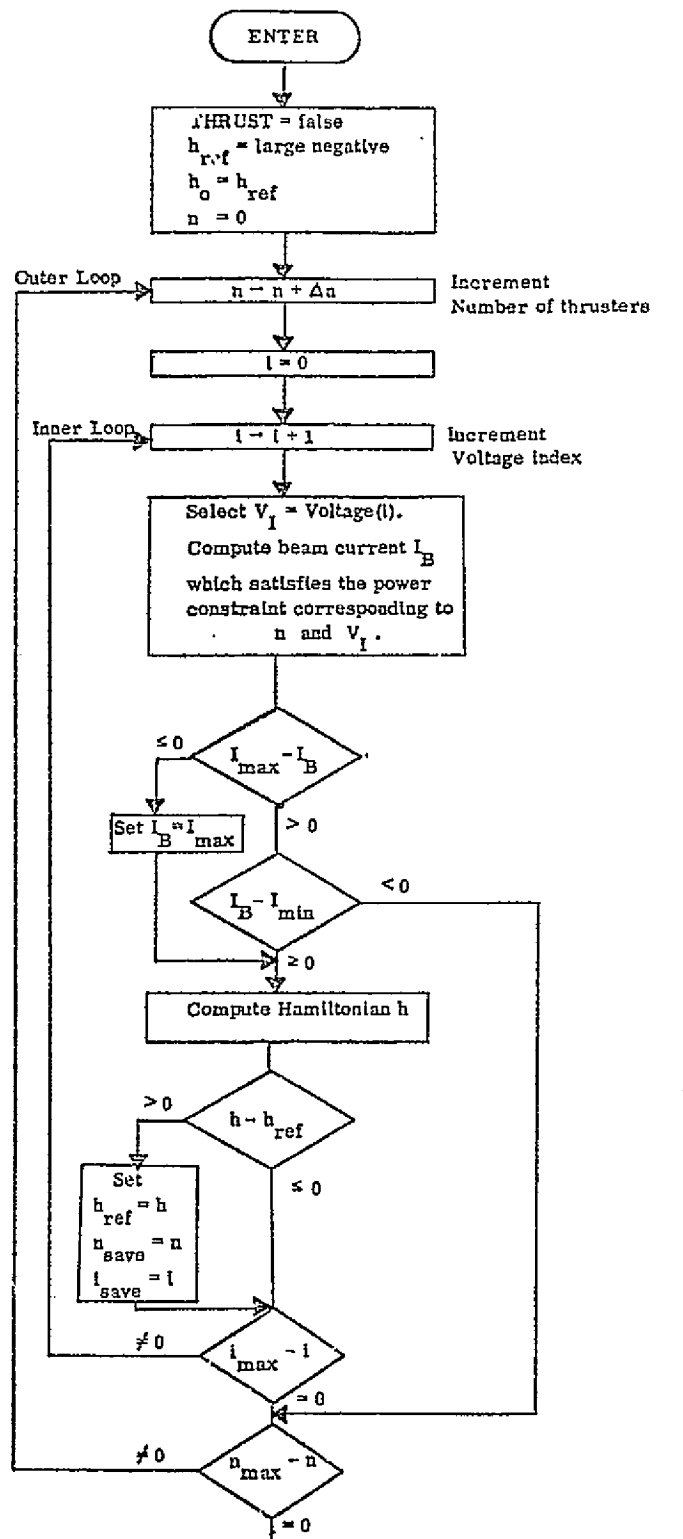 ENTER
THRUST = false
h_ref = large negative
h_o = h_ref
n = 0
Outer Loop
n → n + Δn
Increment
Number of thrusters
i = 0
Inner Loop
i → i + 1
Increment
Voltage index
Select V_I = Voltage(i).
Compute beam current I_B
which satisfies the power
constraint corresponding to
n and V_I.
≤ 0
I_max - I_B
Set I_B = I_max
> 0
I_B - I_min
< 0
≥ 0
Compute Hamiltonian h
> 0
h - h_ref
≤ 0
Set
h_ref = h
n_save = n
i_save = i
≠ 0
i_max - i
= 0
≠ 0
n_max - n
= 0